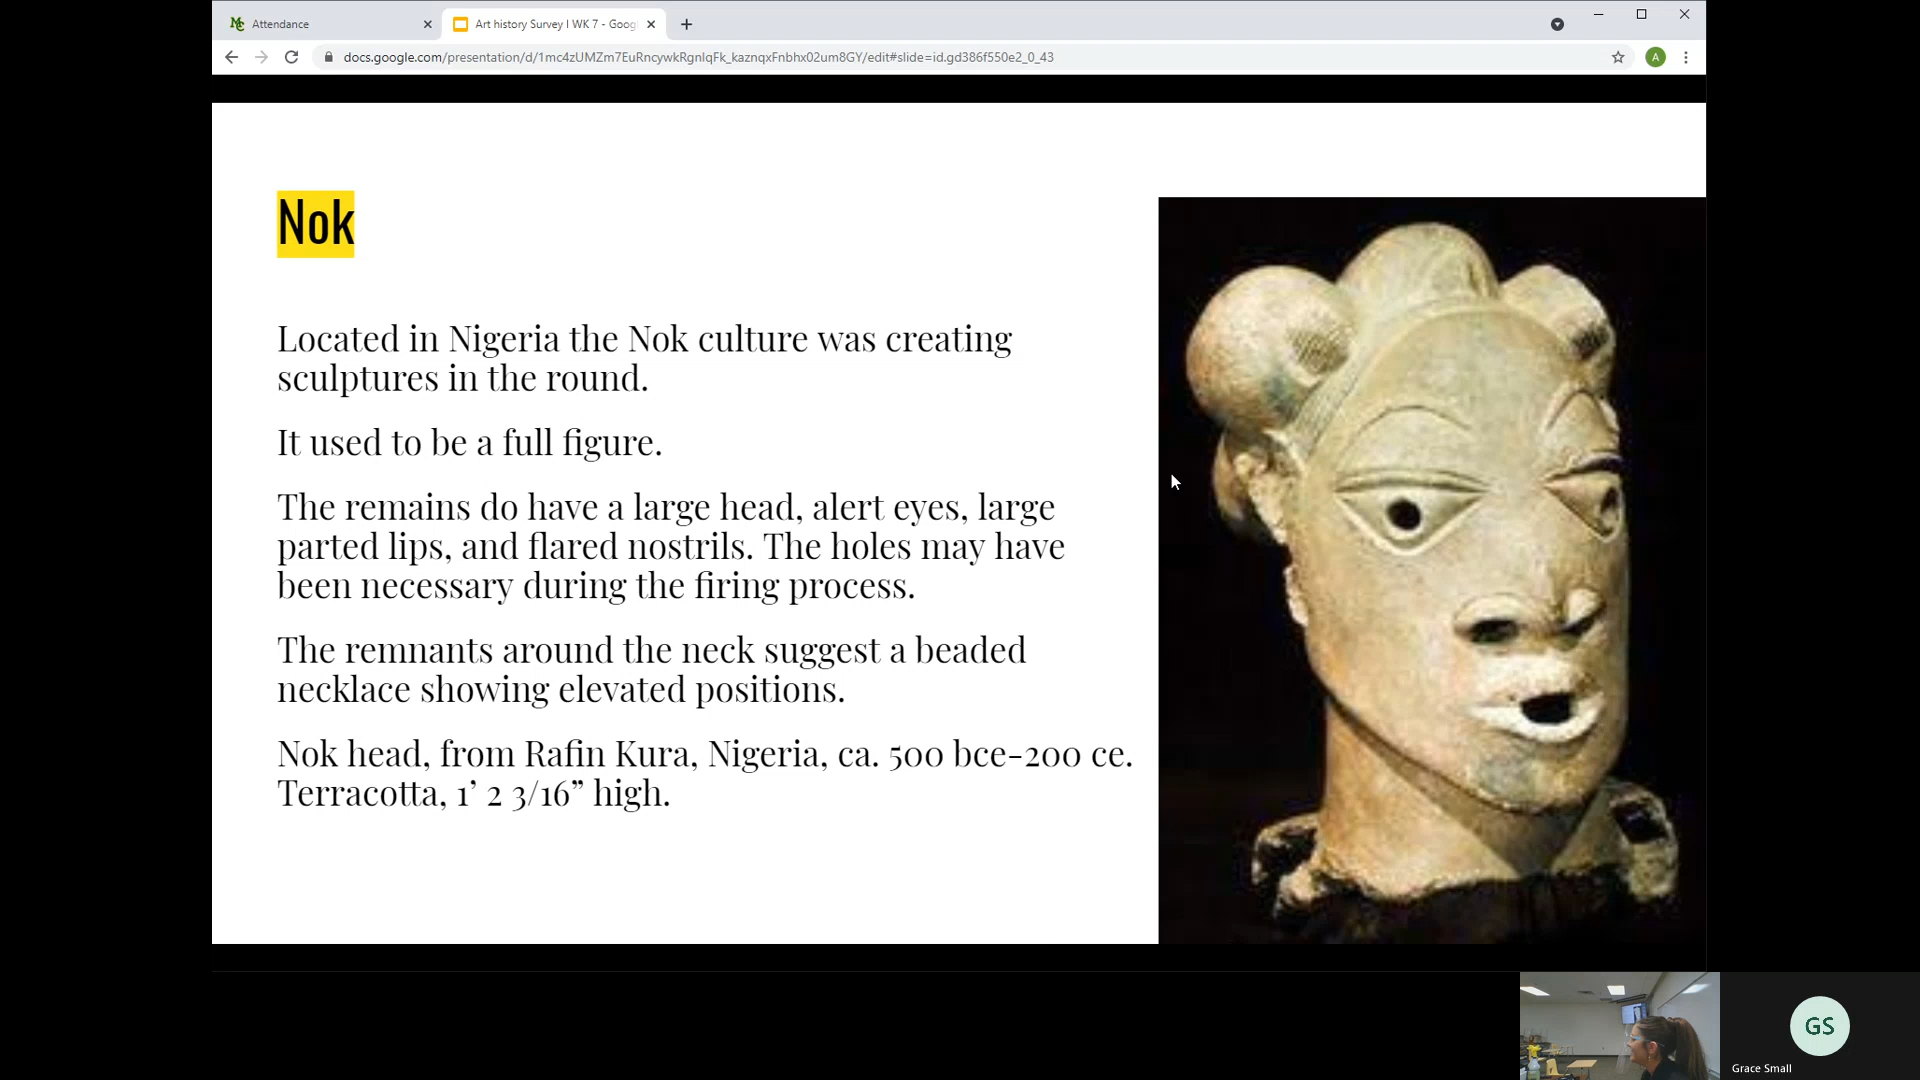 Attendance
Art history Survey I WK 7 - Goog
docs.google.com/presentation/d/1mc4zUMZm7EuRncywkRgnIqFk_kaznqxFnbhx02um8GY/edit#slide=id.gd386f550e2_0_43
A
Nok
Located in Nigeria the Nok culture was creating
sculptures in the round.
It used to be a full figure.
The remains do have a large head, alert eyes, large
parted lips, and flared nostrils. The holes may have
been necessary during the firing process.
The remnants around the neck suggest a beaded
necklace showing elevated positions.
Nok head, from Rafin Kura, Nigeria, ca. 500 bce-200 ce.
Terracotta, 1’ 2 3/16” high.
GS
Grace Small